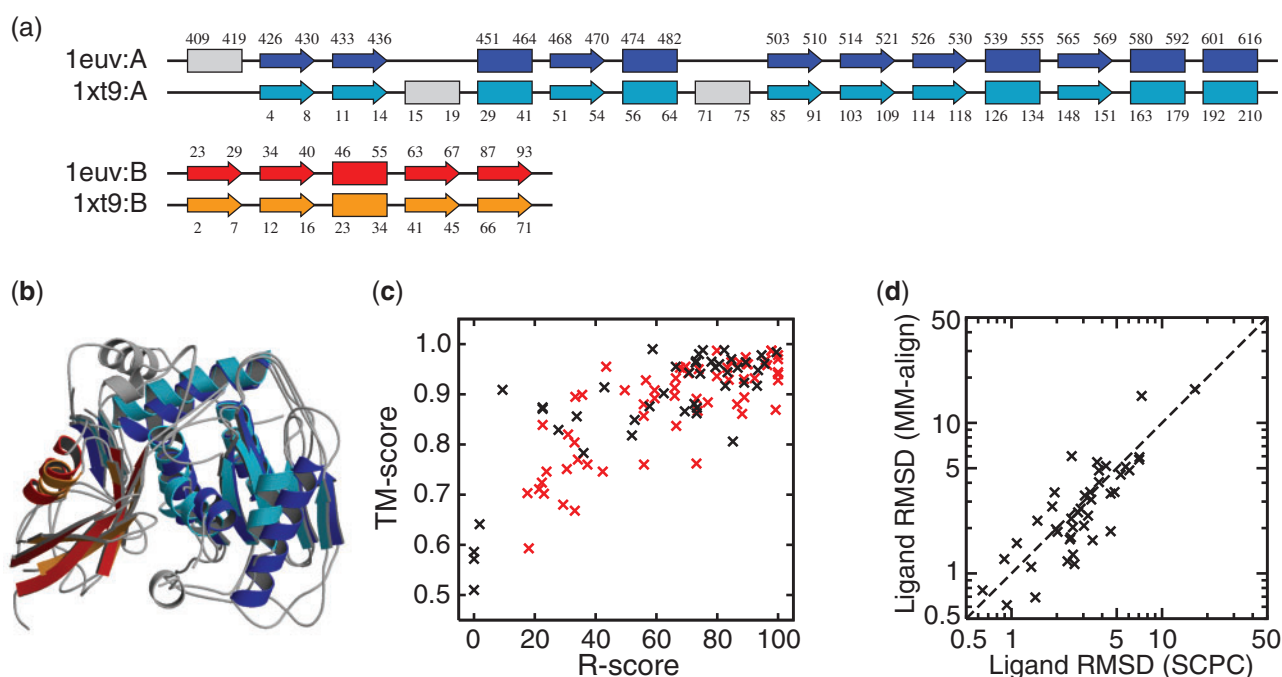 (a)
409 419 426 430 433 436 451 464 468 470 474 482 503 510 514 521 526 530 539 555 565 569 580 592 601 616
1euv:A
1xt9:A
4 8 11 14 15 19 29 41 51 54 56 64 71 75 85 91 103 109 114 118 126 134 148 151 163 179 192 210
23 29 34 40 46 55 63 67 87 93
1euv:B
1xt9:B
2 7 12 16 23 34 41 45 66 71
(b)
(c)
TM-score
1.0
0.9
0.8
0.7
0.6
0.5
0 20 40 60 80 100
R-score
(d)
Ligand RMSD (MM-align)
50
10
5
1
0.5
0.5 1 5 10 50
Ligand RMSD (SCPC)